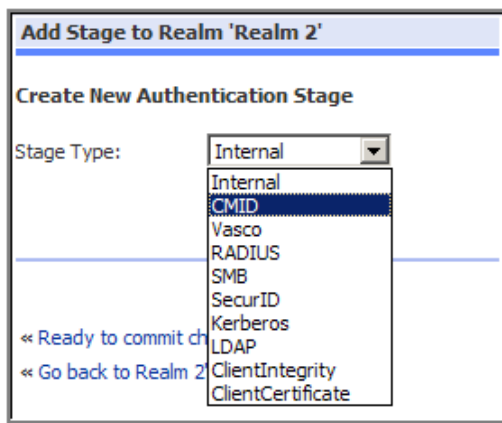 Add Stage to Realm 'Realm 2'
Create New Authentication Stage
Stage Type: Internal
Internal
CMID
Vasco
RADIUS
SMB
SecurID
Kerberos
« Ready to commit ch
LDAP
« Go back to Realm 2'
ClientIntegrity
ClientCertificate